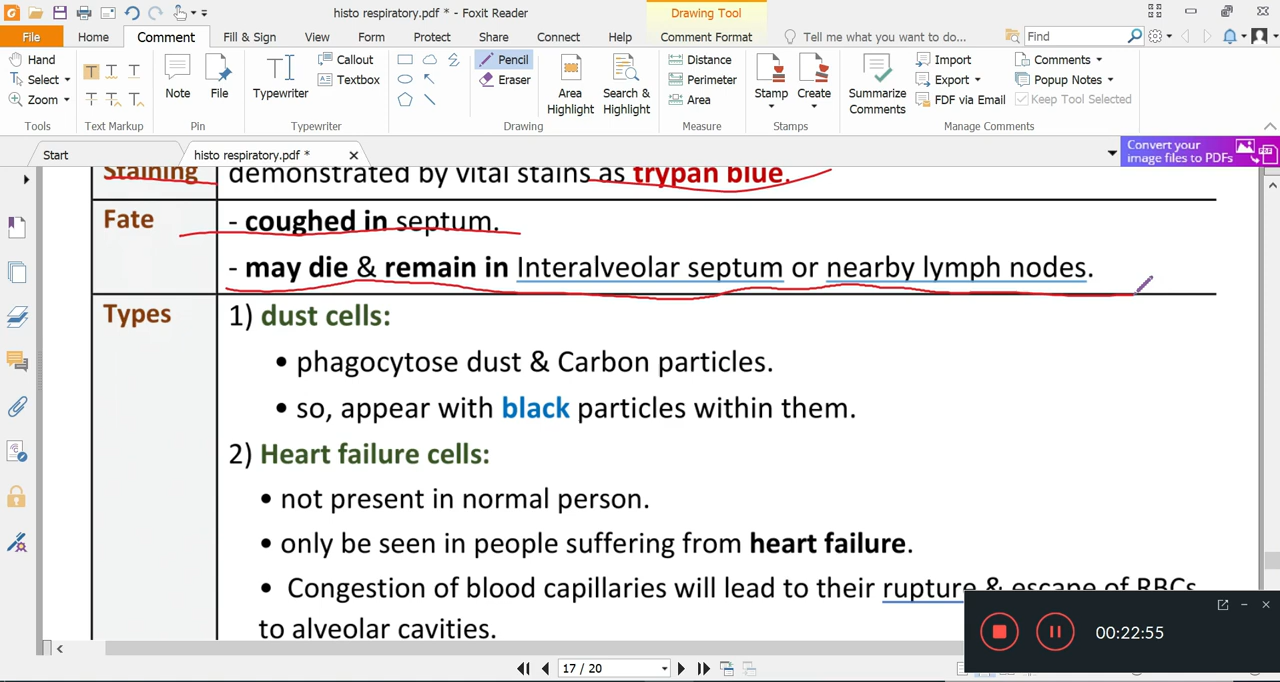 histo respiratory.pdf * - Foxit Reader
Drawing Tool
File Home Comment Fill & Sign View Form Protect Share Connect Help Comment Format
Tell me what you want to do...
Find
Hand
Select
Zoom
Tools
Text Markup
Note
File
Pin
Typewriter
Callout
Textbox
Typewriter
Pencil
Eraser
Area Highlight
Search & Highlight
Drawing
Distance
Perimeter
Area
Measure
Stamp
Create
Stamps
Summarize Comments
Import
Export
FDF via Email
Comments
Popup Notes
Keep Tool Selected
Manage Comments
Start
histo respiratory.pdf *
Convert your
image files to PDFs
PDF
Staining demonstrated by vital stains as trypan blue.
Fate - coughed in septum.
- may die & remain in Interalveolar septum or nearby lymph nodes.
Types 1) dust cells:
• phagocytose dust & Carbon particles.
• so, appear with black particles within them.
2) Heart failure cells:
• not present in normal person.
• only be seen in people suffering from heart failure.
• Congestion of blood capillaries will lead to their rupture & escape of RBCs
to alveolar cavities.
00:22:55
17 / 20